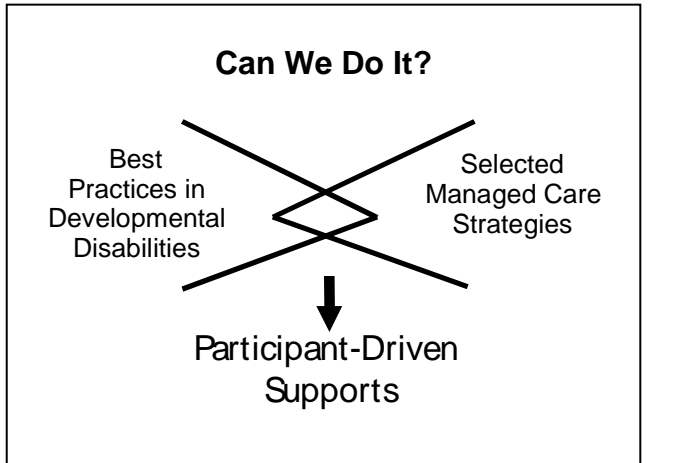 Can We Do It?
Best
Practices in
Developmental
Disabilities
Selected
Managed Care
Strategies
Participant-Driven
Supports